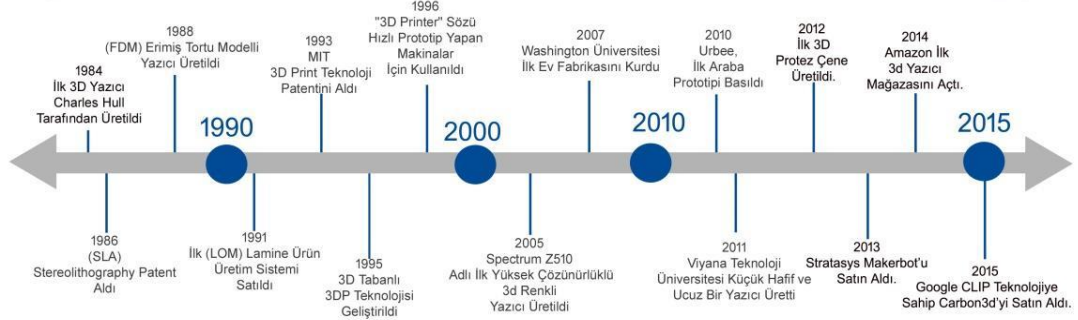 1984
İlk 3D Yazıcı
Charles Hull
Tarafından Üretildi
1988
(FDM) Erimiş Tortu Modelli
Yazıcı Üretildi
1993
MIT
3D Print Teknoloji
Patentini Aldı
1996
"3D Printer" Sözü
Hızlı Prototip Yapan
Makinalar
İçin Kullanıldı
2007
Washington Üniversitesi
İlk Ev Fabrikasını Kurdu
2010
Urbee,
İlk Araba
Prototipi Basıldı
2012
İlk 3D
Protez Çene
Üretildi.
2014
Amazon İlk
3d Yazıcı
Mağazasını Açtı.
1990
2000
2010
2015
1986
(SLA)
Stereolithography Patent
Aldı
1991
İlk (LOM) Lamine Ürün
Üretim Sistemi
Satıldı
1995
3D Tabanlı
3DP Teknolojisi
Geliştirildi
2005
Spectrum Z510
Adlı İlk Yüksek Çözünürlüklü
3d Renkli
Yazıcı Üretildi
2011
Viyana Teknoloji
Üniversitesi Küçük Hafif ve
Ucuz Bir Yazıcı Üretti
2013
Stratasys Makerbot'u
Satın Aldı.
2015
Google CLIP Teknolojiye
Sahip Carbon3d'yi Satın Aldı.